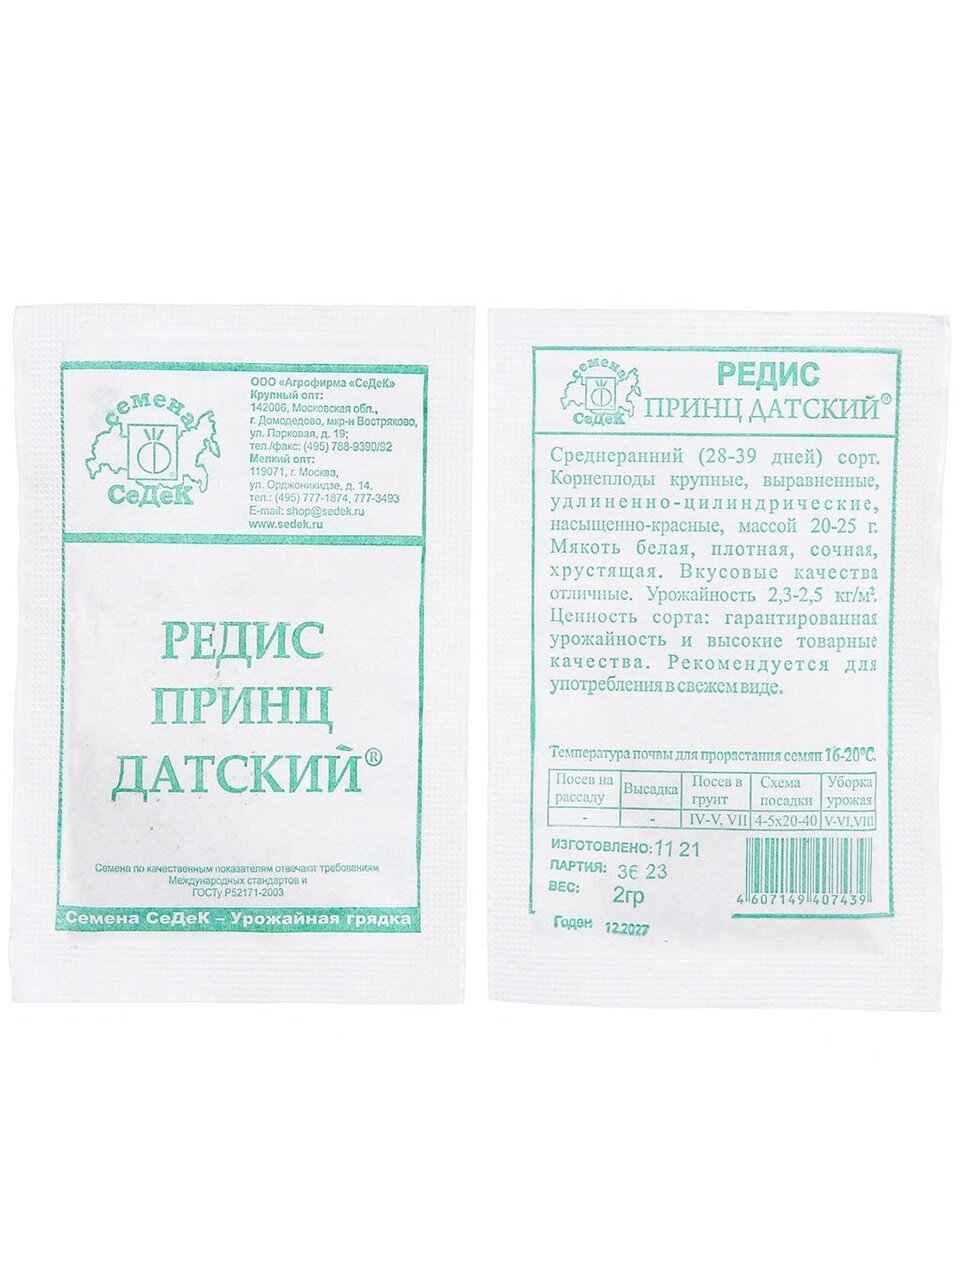 семена
СеДеК
ООО «Агрофирма «СеДеК»
Крупный опт:
142006, Московская обл.,
г. Домодедово, мкр-н Востряково,
ул. Парковая, д. 19;
тел./факс: (495) 788-9390/92
Мелкий опт:
119071, г. Москва,
ул. Орджоникидзе, д. 14.
тел.: (495) 777-1874, 777-3493
E-mail: shop@sedek.ru
www.sedek.ru
РЕДИС
ПРИНЦ
ДАТСКИЙ®
Семена по качественным показателям отвечают требованиям
Международных стандартов и
ГОСТу Р52171-2003
Семена СеДеК – Урожайная грядка
семена
СеДеК
РЕДИС
ПРИНЦ ДАТСКИЙ®
Среднеранний (28-39 дней) сорт.
Корнеплоды крупные, выравненные,
удлиненно-цилиндрические,
насыщенно-красные, массой 20-25 г.
Мякоть белая, плотная, сочная,
хрустящая. Вкусовые качества
отличные. Урожайность 2,3-2,5 кг/м².
Ценность сорта: гарантированная
урожайность и высокие товарные
качества. Рекомендуется для
употребления в свежем виде.
Температура почвы для прорастания семян 16-20°С.
Посев на рассаду Высадка Посев в грунт Схема посадки Уборка урожая
- - IV-V, VII 4-5х20-40 V-VI,VIII
ИЗГОТОВЛЕНО: 11 21
ПАРТИЯ: 36 23
ВЕС: 2гр
4 607149 407439
Годен 12.2027